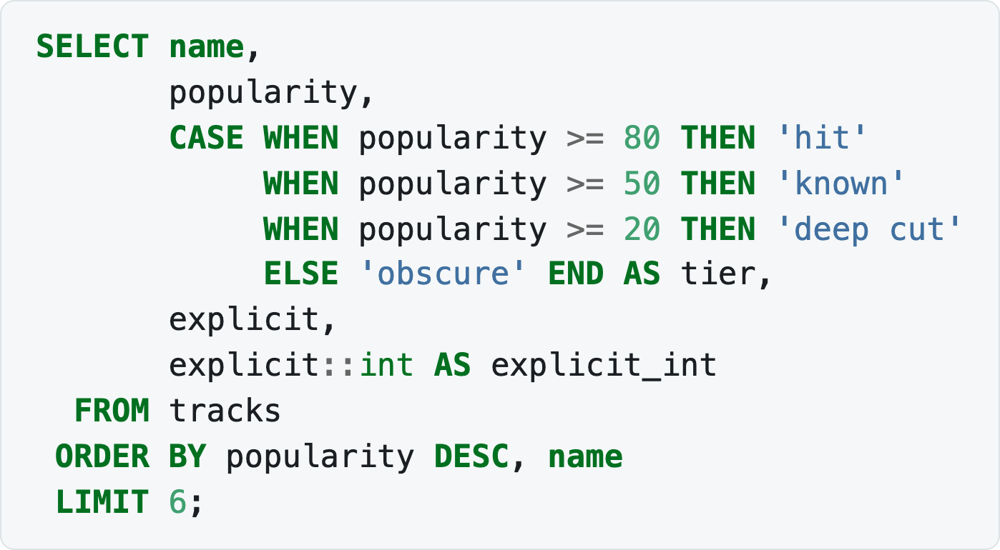 SELECT name,
       popularity,
       CASE WHEN popularity >= 80 THEN 'hit'
            WHEN popularity >= 50 THEN 'known'
            WHEN popularity >= 20 THEN 'deep cut'
            ELSE 'obscure' END AS tier,
       explicit,
       explicit::int AS explicit_int
  FROM tracks
 ORDER BY popularity DESC, name
 LIMIT 6;